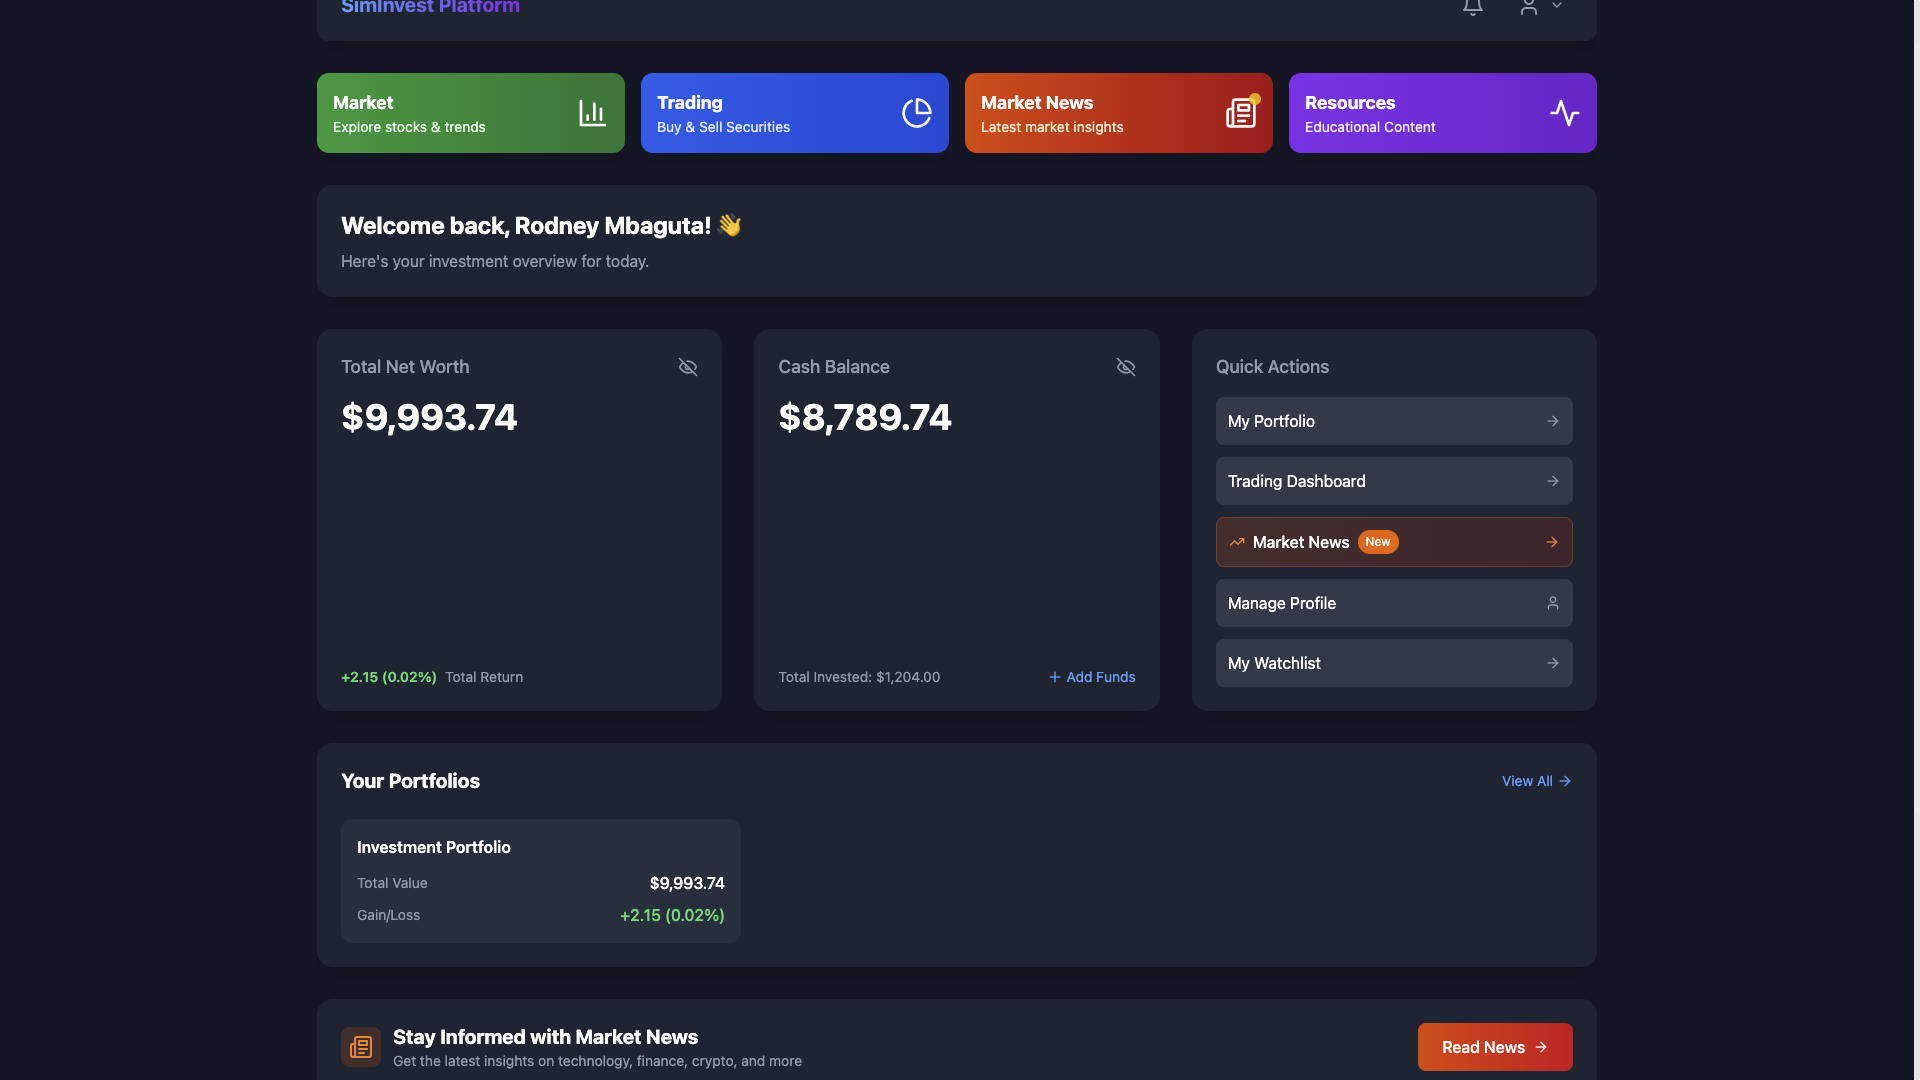 SimInvest Platform
Market
Explore stocks & trends
Trading
Buy & Sell Securities
Market News
Latest market insights
Resources
Educational Content
Welcome back, Rodney Mbaguta! 👋
Here's your investment overview for today.
Total Net Worth
$9,993.74
+2.15 (0.02%) Total Return
Cash Balance
$8,789.74
Total Invested: $1,204.00
Add Funds
Quick Actions
My Portfolio
Trading Dashboard
Market News New
Manage Profile
My Watchlist
Your Portfolios
View All
Investment Portfolio
Total Value $9,993.74
Gain/Loss +2.15 (0.02%)
Stay Informed with Market News
Get the latest insights on technology, finance, crypto, and more
Read News